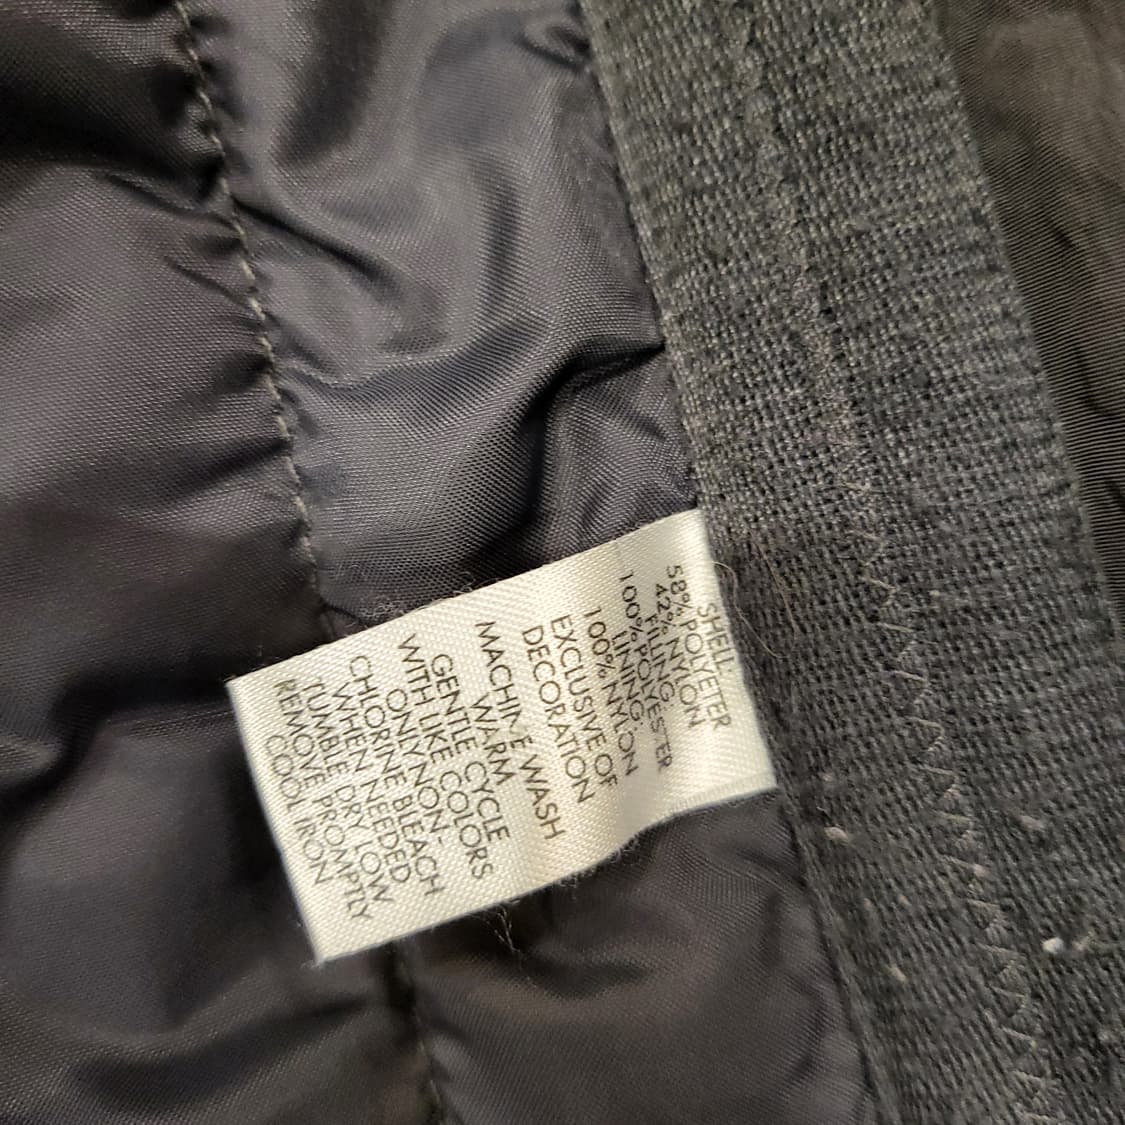 SHELL
58% POLYETER
42% NYLON
FILLING
100% POLYESTER
LINING
100% NYLON
EXCLUSIVE OF
DECORATION
MACHINE WASH
WARM
GENTLE CYCLE
WITH LIKE COLORS
ONLY NON-
CHLORINE BLEACH
WHEN NEEDED
TUMBLE DRY LOW
REMOVE PROMPTLY
COOL IRON